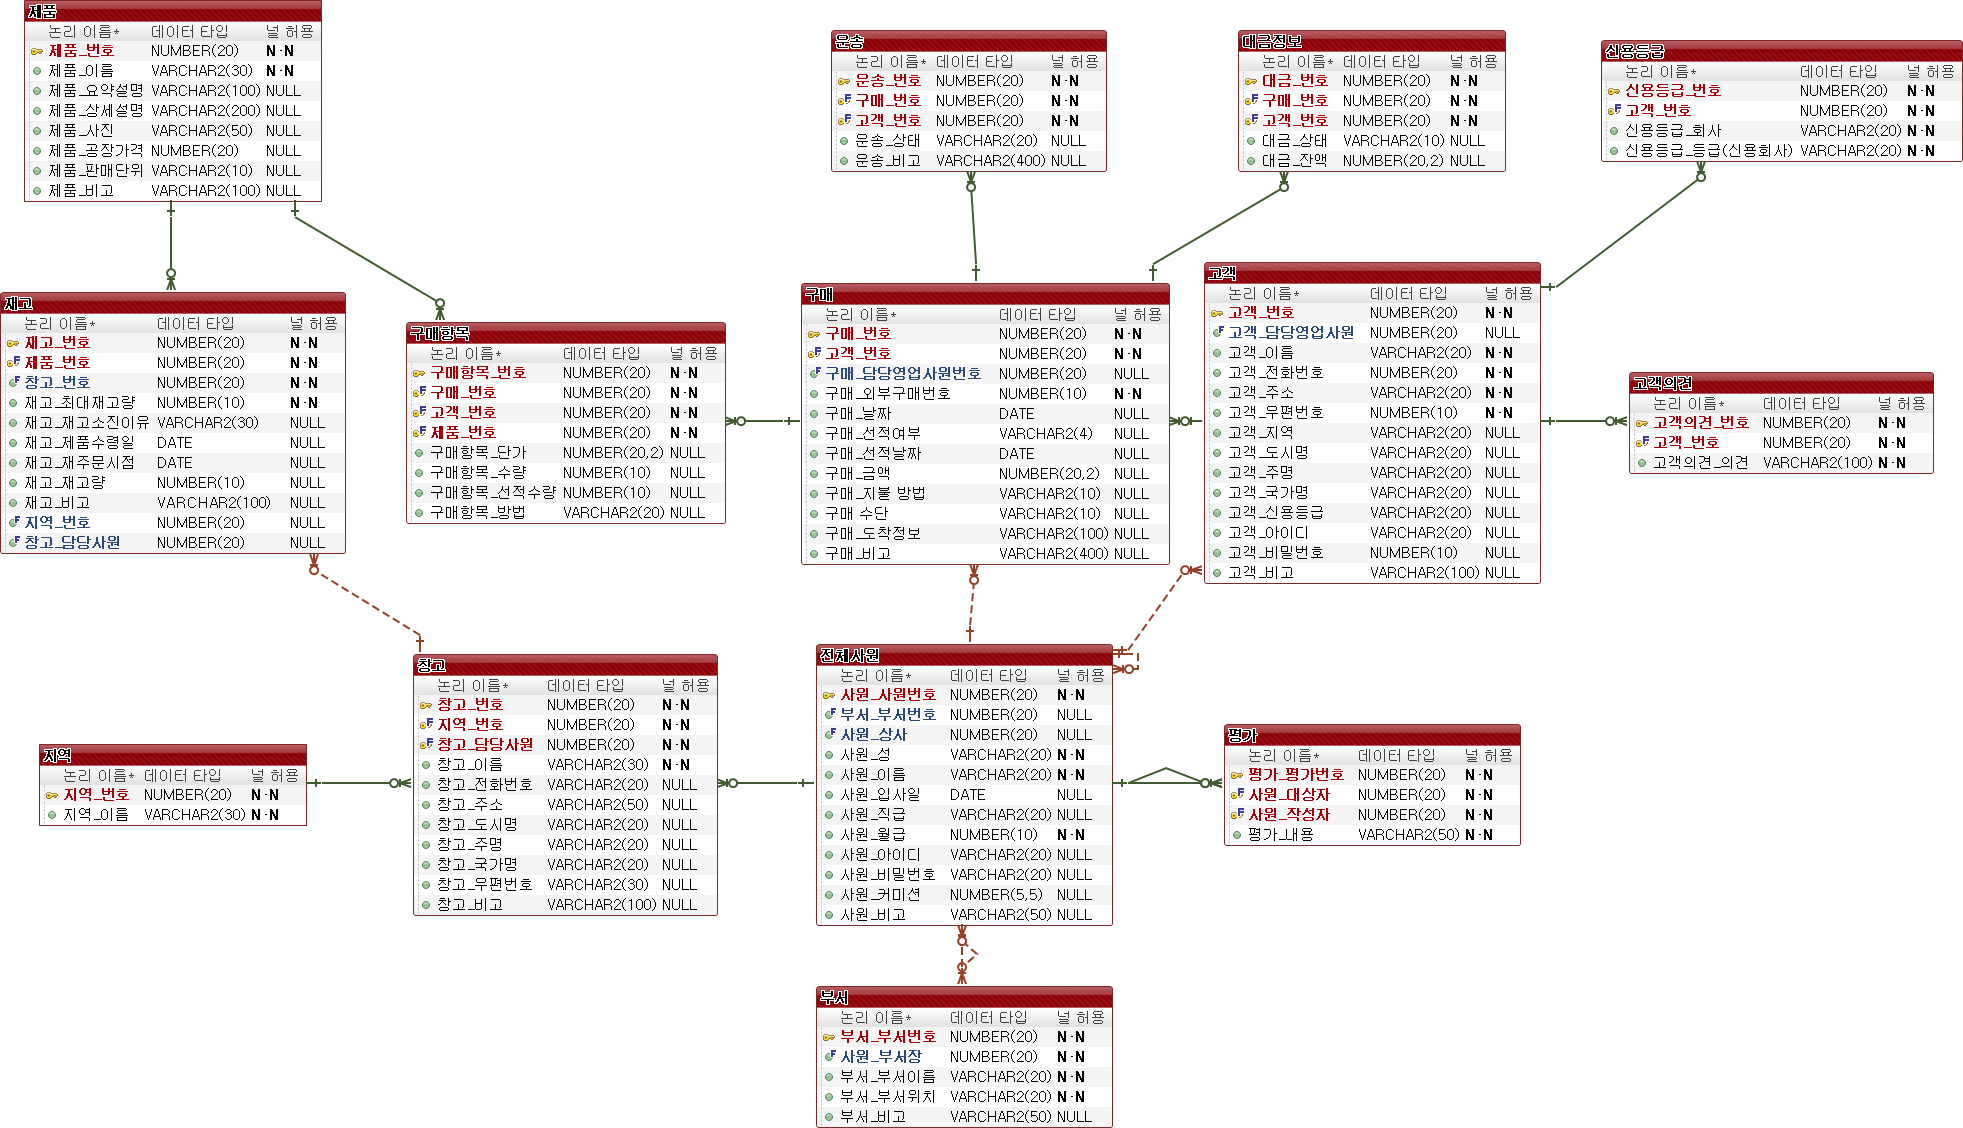 제품
논리 이름* 데이터 타입 널 허용
제품_번호 NUMBER(20) N-N
제품_이름 VARCHAR2(30) N-N
제품_요약설명 VARCHAR2(100) NULL
제품_상세설명 VARCHAR2(200) NULL
제품_사진 VARCHAR2(50) NULL
제품_공장가격 NUMBER(20) NULL
제품_판매단위 VARCHAR2(10) NULL
제품_비고 VARCHAR2(100) NULL
운송
논리 이름* 데이터 타입 널 허용
운송_번호 NUMBER(20) N-N
구매_번호 NUMBER(20) N-N
고객_번호 NUMBER(20) N-N
운송_상태 VARCHAR2(20) NULL
운송_비고 VARCHAR2(400) NULL
대금정보
논리 이름* 데이터 타입 널 허용
대금_번호 NUMBER(20) N-N
구매_번호 NUMBER(20) N-N
고객_번호 NUMBER(20) N-N
대금_상태 VARCHAR2(10) NULL
대금_잔액 NUMBER(20,2) NULL
신용등급
논리 이름* 데이터 타입 널 허용
신용등급_번호 NUMBER(20) N-N
고객_번호 NUMBER(20) N-N
신용등급_회사 VARCHAR2(20) N-N
신용등급_등급(신용회사) VARCHAR2(20) N-N
재고
논리 이름* 데이터 타입 널 허용
재고_번호 NUMBER(20) N-N
제품_번호 NUMBER(20) N-N
창고_번호 NUMBER(20) N-N
재고_최대재고량 NUMBER(10) N-N
재고_재고소진이유 VARCHAR2(30) NULL
재고_제품수령일 DATE NULL
재고_재주문시점 DATE NULL
재고_재고량 NUMBER(10) NULL
재고_비고 VARCHAR2(100) NULL
지역_번호 NUMBER(20) NULL
창고_담당사원 NUMBER(20) NULL
구매항목
논리 이름* 데이터 타입 널 허용
구매항목_번호 NUMBER(20) N-N
구매_번호 NUMBER(20) N-N
고객_번호 NUMBER(20) N-N
제품_번호 NUMBER(20) N-N
구매항목_단가 NUMBER(20,2) NULL
구매항목_수량 NUMBER(10) NULL
구매항목_선적수량 NUMBER(10) NULL
구매항목_방법 VARCHAR2(20) NULL
구매
논리 이름* 데이터 타입 널 허용
구매_번호 NUMBER(20) N-N
고객_번호 NUMBER(20) N-N
구매_담당영업사원번호 NUMBER(20) NULL
구매_외부구매번호 NUMBER(10) N-N
구매_날짜 DATE NULL
구매_선적여부 VARCHAR2(4) NULL
구매_선적날짜 DATE NULL
구매_금액 NUMBER(20,2) NULL
구매_지불 방법 VARCHAR2(10) NULL
구매 수단 VARCHAR2(10) NULL
구매_도착정보 VARCHAR2(100) NULL
구매_비고 VARCHAR2(400) NULL
고객
논리 이름* 데이터 타입 널 허용
고객_번호 NUMBER(20) N-N
고객_담당영업사원 NUMBER(20) NULL
고객_이름 VARCHAR2(20) N-N
고객_전화번호 NUMBER(20) N-N
고객_주소 VARCHAR2(20) N-N
고객_우편번호 NUMBER(10) N-N
고객_지역 VARCHAR2(20) NULL
고객_도시명 VARCHAR2(20) NULL
고객_주명 VARCHAR2(20) NULL
고객_국가명 VARCHAR2(20) NULL
고객_신용등급 VARCHAR2(20) NULL
고객_아이디 VARCHAR2(20) NULL
고객_비밀번호 NUMBER(10) NULL
고객_비고 VARCHAR2(100) NULL
고객의견
논리 이름* 데이터 타입 널 허용
고객의견_번호 NUMBER(20) N-N
고객_번호 NUMBER(20) N-N
고객의견_의견 VARCHAR2(100) N-N
지역
논리 이름* 데이터 타입 널 허용
지역_번호 NUMBER(20) N-N
지역_이름 VARCHAR2(30) N-N
창고
논리 이름* 데이터 타입 널 허용
창고_번호 NUMBER(20) N-N
지역_번호 NUMBER(20) N-N
창고_담당사원 NUMBER(20) N-N
창고_이름 VARCHAR2(30) N-N
창고_전화번호 VARCHAR2(20) NULL
창고_주소 VARCHAR2(50) NULL
창고_도시명 VARCHAR2(20) NULL
창고_주명 VARCHAR2(20) NULL
창고_국가명 VARCHAR2(20) NULL
창고_우편번호 VARCHAR2(30) NULL
창고_비고 VARCHAR2(100) NULL
전체사원
논리 이름* 데이터 타입 널 허용
사원_사원번호 NUMBER(20) N-N
부서_부서번호 NUMBER(20) NULL
사원_상사 NUMBER(20) NULL
사원_성 VARCHAR2(20) N-N
사원_이름 VARCHAR2(20) N-N
사원_입사일 DATE NULL
사원_직급 VARCHAR2(20) NULL
사원_월급 NUMBER(10) N-N
사원_아이디 VARCHAR2(20) NULL
사원_비밀번호 VARCHAR2(20) NULL
사원_커미션 NUMBER(5,5) NULL
사원_비고 VARCHAR2(50) NULL
평가
논리 이름* 데이터 타입 널 허용
평가_평가번호 NUMBER(20) N-N
사원_대상자 NUMBER(20) N-N
사원_작성자 NUMBER(20) N-N
평가_내용 VARCHAR2(50) N-N
부서
논리 이름* 데이터 타입 널 허용
부서_부서번호 NUMBER(20) N-N
사원_부서장 NUMBER(20) N-N
부서_부서이름 VARCHAR2(20) N-N
부서_부서위치 VARCHAR2(20) N-N
부서_비고 VARCHAR2(50) NULL